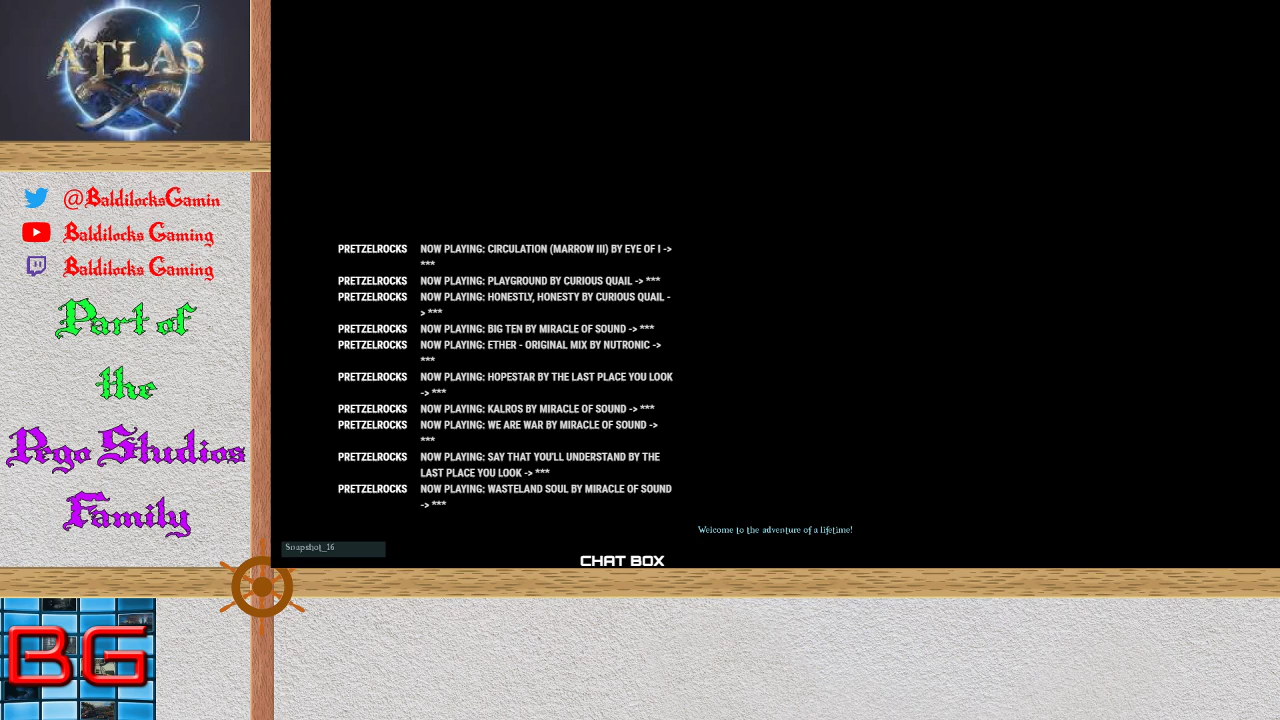 ATLAS
@BaldilocksGamin
Baldilocks Gaming
Baldilocks Gaming
Part of
the
Pego Studios
Family
BG
PRETZELROCKS NOW PLAYING: CIRCULATION (MARROW III) BY EYE OF I ->
***
PRETZELROCKS NOW PLAYING: PLAYGROUND BY CURIOUS QUAIL -> ***
PRETZELROCKS NOW PLAYING: HONESTLY, HONESTY BY CURIOUS QUAIL -
> ***
PRETZELROCKS NOW PLAYING: BIG TEN BY MIRACLE OF SOUND -> ***
PRETZELROCKS NOW PLAYING: ETHER - ORIGINAL MIX BY NUTRONIC ->
***
PRETZELROCKS NOW PLAYING: HOPESTAR BY THE LAST PLACE YOU LOOK
-> ***
PRETZELROCKS NOW PLAYING: KALROS BY MIRACLE OF SOUND -> ***
PRETZELROCKS NOW PLAYING: WE ARE WAR BY MIRACLE OF SOUND ->
***
PRETZELROCKS NOW PLAYING: SAY THAT YOU'LL UNDERSTAND BY THE
LAST PLACE YOU LOOK -> ***
PRETZELROCKS NOW PLAYING: WASTELAND SOUL BY MIRACLE OF SOUND
-> ***
Welcome to the adventure of a lifetime!
Snapshot_16
CHAT BOX